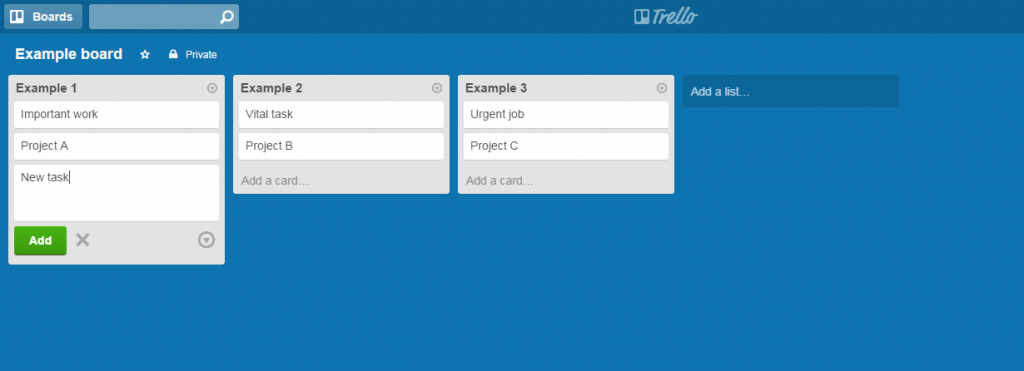 Boards
Trello
Example board
Private
Example 1
Important work
Project A
New task
Add
Example 2
Vital task
Project B
Add a card...
Example 3
Urgent job
Project C
Add a card...
Add a list...